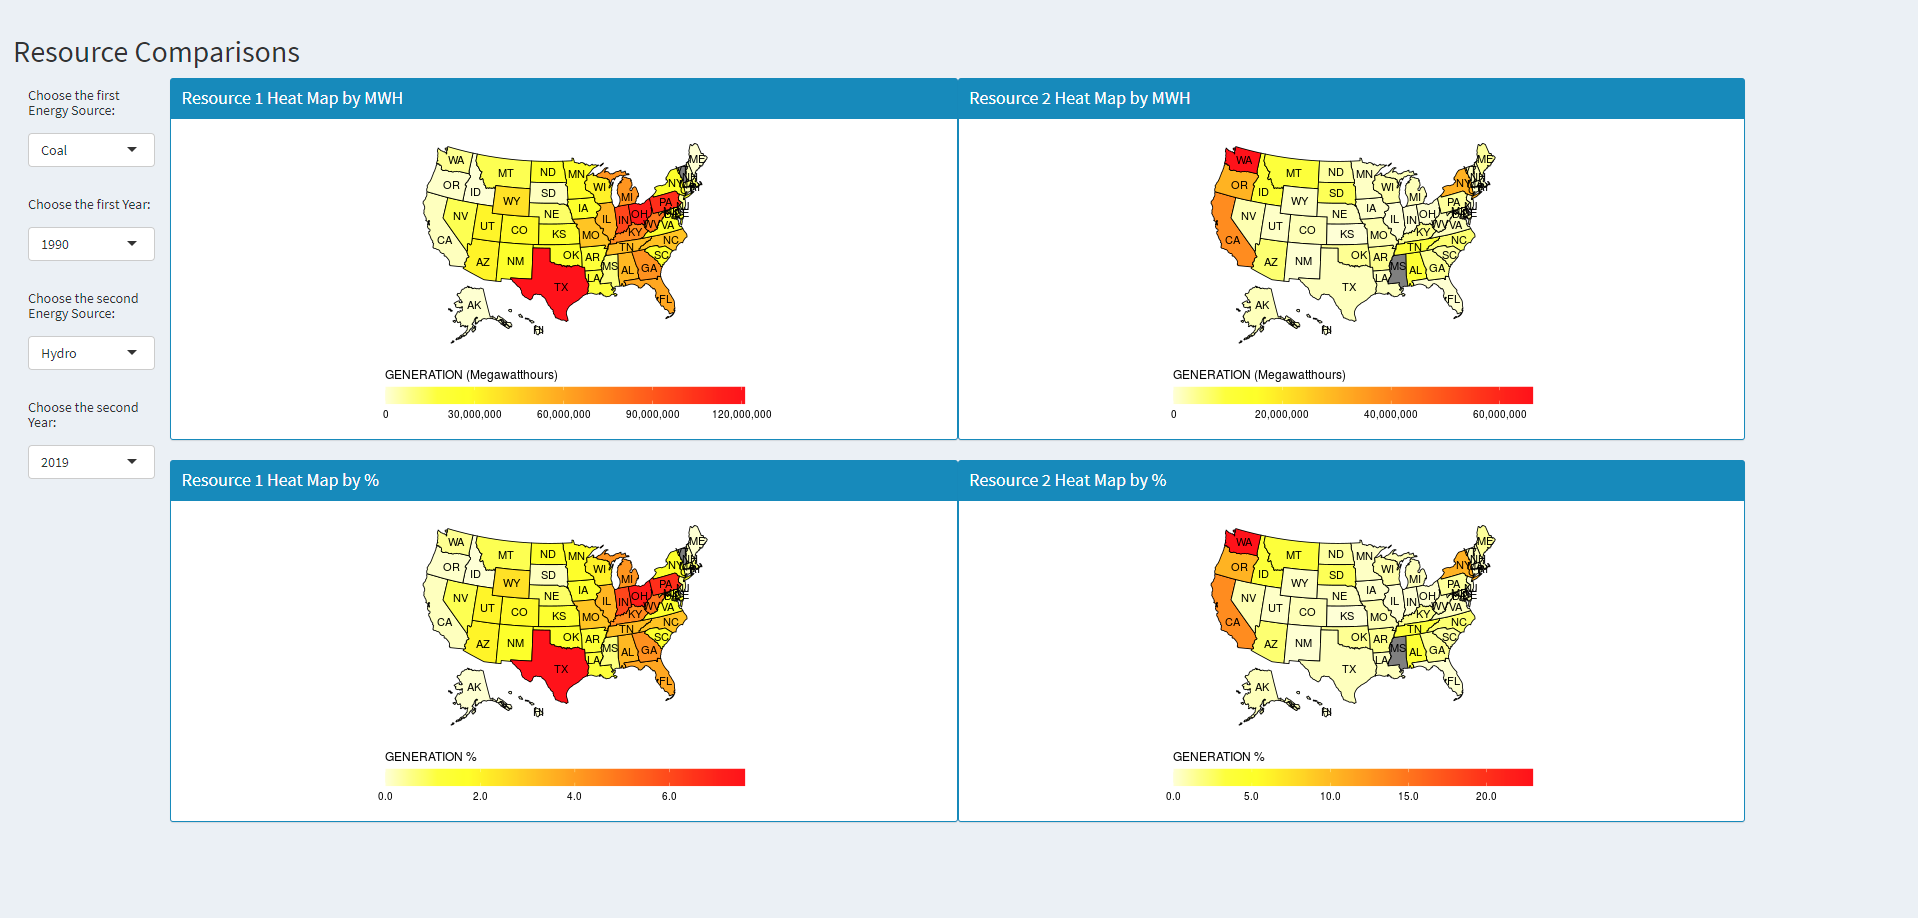 Resource Comparisons
Choose the first
Energy Source:
Coal
Choose the first Year:
1990
Choose the second
Energy Source:
Hydro
Choose the second
Year:
2019
Resource 1 Heat Map by MWH
WA
MT
ND
MN
ME
OR
ID
SD
WI
NY
NH
WY
MI
PA
NV
UT
NE
IA
IL
IN
OH
CO
KS
MO
KY
WV
VA
CA
AZ
NM
OK
AR
TN
NC
SC
TX
LA
MS
AL
GA
FL
AK
HI
GENERATION (Megawatthours)
0 30,000,000 60,000,000 90,000,000 120,000,000
Resource 2 Heat Map by MWH
WA
MT
ND
MN
ME
OR
ID
SD
WI
NY
NH
WY
MI
PA
NV
UT
NE
IA
IL
IN
OH
CO
KS
MO
KY
WV
VA
CA
AZ
NM
OK
AR
TN
NC
SC
TX
LA
MS
AL
GA
FL
AK
HI
GENERATION (Megawatthours)
0 20,000,000 40,000,000 60,000,000
Resource 1 Heat Map by %
WA
MT
ND
MN
ME
OR
ID
SD
WI
NY
NH
WY
MI
PA
NV
UT
NE
IA
IL
IN
OH
CO
KS
MO
KY
WV
VA
CA
AZ
NM
OK
AR
TN
NC
SC
TX
LA
MS
AL
GA
FL
AK
HI
GENERATION %
0.0 2.0 4.0 6.0
Resource 2 Heat Map by %
WA
MT
ND
MN
ME
OR
ID
SD
WI
NY
NH
WY
MI
PA
NV
UT
NE
IA
IL
IN
OH
CO
KS
MO
KY
WV
VA
CA
AZ
NM
OK
AR
TN
NC
SC
TX
LA
MS
AL
GA
FL
AK
HI
GENERATION %
0.0 5.0 10.0 15.0 20.0